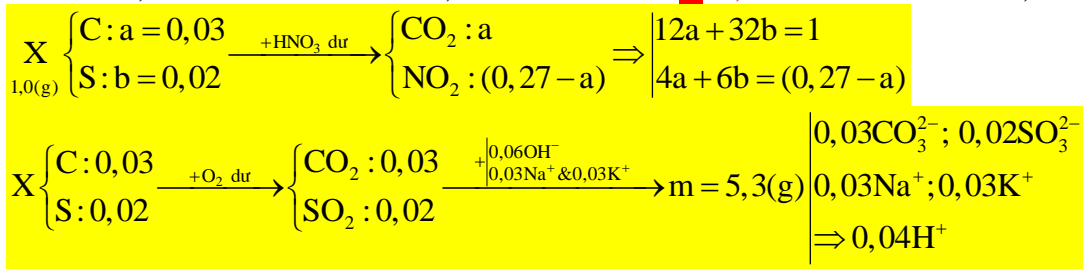 X 1,0(g) {C : a = 0,03 +HNO₃ dư → {CO₂ : a ⇒ |12a + 32b = 1
{S : b = 0,02 {NO₂ : (0,27 − a) |4a + 6b = (0,27 − a)
X {C : 0,03 +O₂ dư → {CO₂ : 0,03 +|0,06OH⁻ |0,03Na⁺ & 0,03K⁺ → m = 5,3(g) |0,03CO₃²⁻; 0,02SO₃²⁻
{S : 0,02 {SO₂ : 0,02 |0,03Na⁺; 0,03K⁺
|⇒ 0,04H⁺